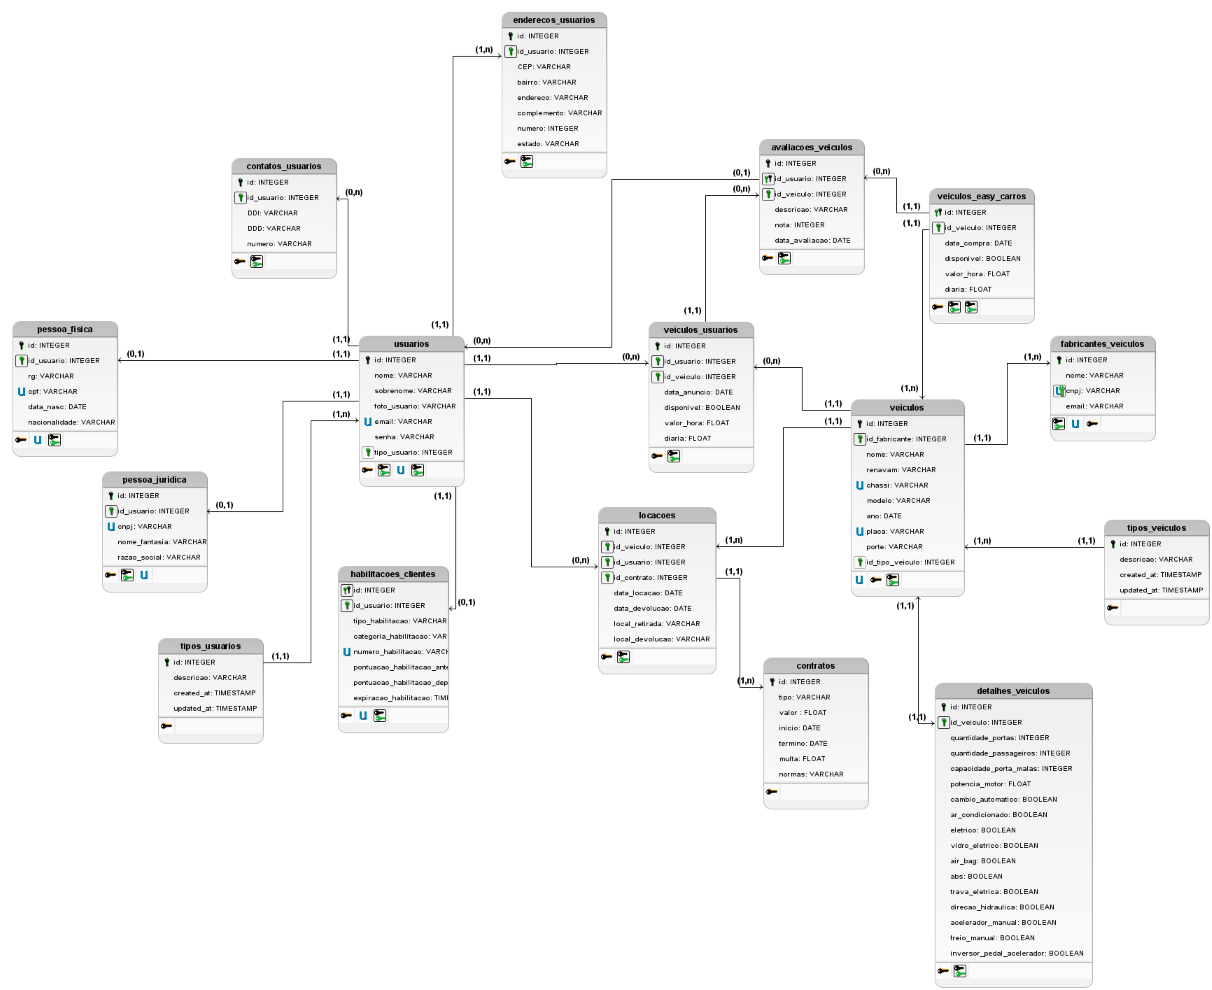 enderecos_usuarios
id: INTEGER
id_usuario: INTEGER
CEP: VARCHAR
bairro: VARCHAR
endereco: VARCHAR
complemento: VARCHAR
numero: INTEGER
estado: VARCHAR
(1,n)
(1,1)
contatos_usuarios
id: INTEGER
id_usuario: INTEGER
DDI: VARCHAR
DDD: VARCHAR
numero: VARCHAR
(0,n)
(1,1)
avaliacoes_veiculos
id: INTEGER
id_usuario: INTEGER
id_veiculo: INTEGER
descricao: VARCHAR
nota: INTEGER
data_avaliacao: DATE
(0,1)
(0,n)
(0,n)
(1,1)
(1,1)
veiculos_easy_carros
id: INTEGER
id_veiculo: INTEGER
data_compra: DATE
disponivel: BOOLEAN
valor_hora: FLOAT
diaria: FLOAT
pessoa_fisica
id: INTEGER
id_usuario: INTEGER
rg: VARCHAR
cpf: VARCHAR
data_nasc: DATE
nacionalidade: VARCHAR
(0,1)
(1,1)
usuarios
id: INTEGER
nome: VARCHAR
sobrenome: VARCHAR
foto_usuario: VARCHAR
email: VARCHAR
senha: VARCHAR
tipo_usuario: INTEGER
(1,1)
(1,n)
(0,n)
(1,1)
(1,1)
(1,1)
(1,1)
veiculos_usuarios
id: INTEGER
id_usuario: INTEGER
id_veiculo: INTEGER
data_anuncio: DATE
disponivel: BOOLEAN
valor_hora: FLOAT
diaria: FLOAT
(0,n)
(0,n)
fabricantes_veiculos
id: INTEGER
nome: VARCHAR
cnpj: VARCHAR
email: VARCHAR
(1,n)
(1,n)
veiculos
id: INTEGER
id_fabricante: INTEGER
nome: VARCHAR
renavam: VARCHAR
chassi: VARCHAR
modelo: VARCHAR
ano: DATE
placa: VARCHAR
porte: VARCHAR
id_tipo_veiculo: INTEGER
(1,1)
(1,1)
(1,1)
(1,n)
(1,1)
(1,1)
pessoa_jurídica
id: INTEGER
id_usuario: INTEGER
cnpj: VARCHAR
nome_fantasia: VARCHAR
razao_social: VARCHAR
(0,1)
locacoes
id: INTEGER
id_veiculo: INTEGER
id_usuario: INTEGER
id_contrato: INTEGER
data_locacao: DATE
data_devolucao: DATE
local_retirada: VARCHAR
local_devolucao: VARCHAR
(0,n)
(1,n)
(1,1)
tipos_veiculos
id: INTEGER
descricao: VARCHAR
created_at: TIMESTAMP
updated_at: TIMESTAMP
habilitacoes_clientes
id: INTEGER
id_usuario: INTEGER
tipo_habilitacao: VARCHAR
categoria_habilitacao: VAR
numero_habilitacao: VARCH
pontuacao_habilitacao_ante
pontuacao_habilitacao_dep
expiracao_habilitacao: TIM
(0,1)
tipos_usuarios
id: INTEGER
descricao: VARCHAR
created_at: TIMESTAMP
updated_at: TIMESTAMP
(1,1)
contratos
id: INTEGER
tipo: VARCHAR
valor : FLOAT
inicio: DATE
termino: DATE
multa: FLOAT
normas: VARCHAR
(1,n)
detalhes_veiculos
id: INTEGER
id_veiculo: INTEGER
quantidade_portas: INTEGER
quantidade_passageiros: INTEGER
capacidade_porta_malas: INTEGER
potencia_motor: FLOAT
cambio_automatico: BOOLEAN
ar_condicionado: BOOLEAN
eletrico: BOOLEAN
vidro_eletrico: BOOLEAN
air_bag: BOOLEAN
abs: BOOLEAN
trava_eletrica: BOOLEAN
direcao_hidraulica: BOOLEAN
acelerador_manual: BOOLEAN
freio_manual: BOOLEAN
inversor_pedal_acelerador: BOOLEAN
(1,1)